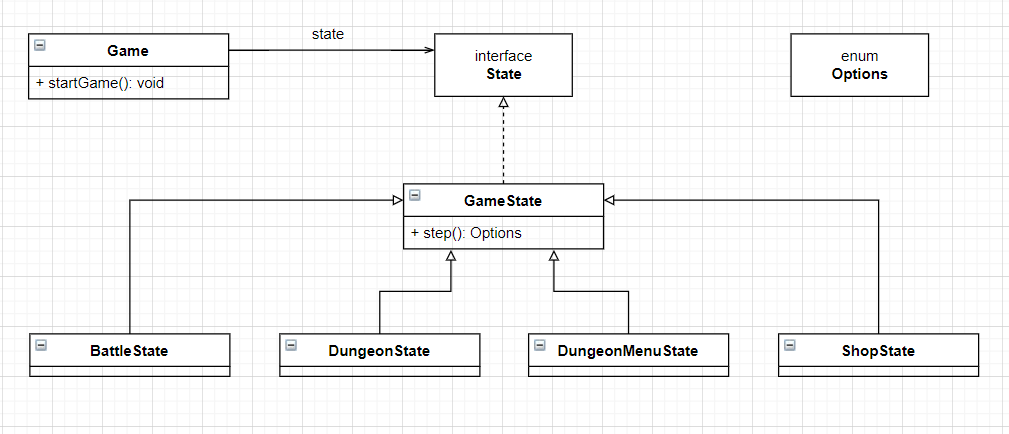 Game
+ startGame(): void
state
interface
State
enum
Options
GameState
+ step(): Options
BattleState
DungeonState
DungeonMenuState
ShopState